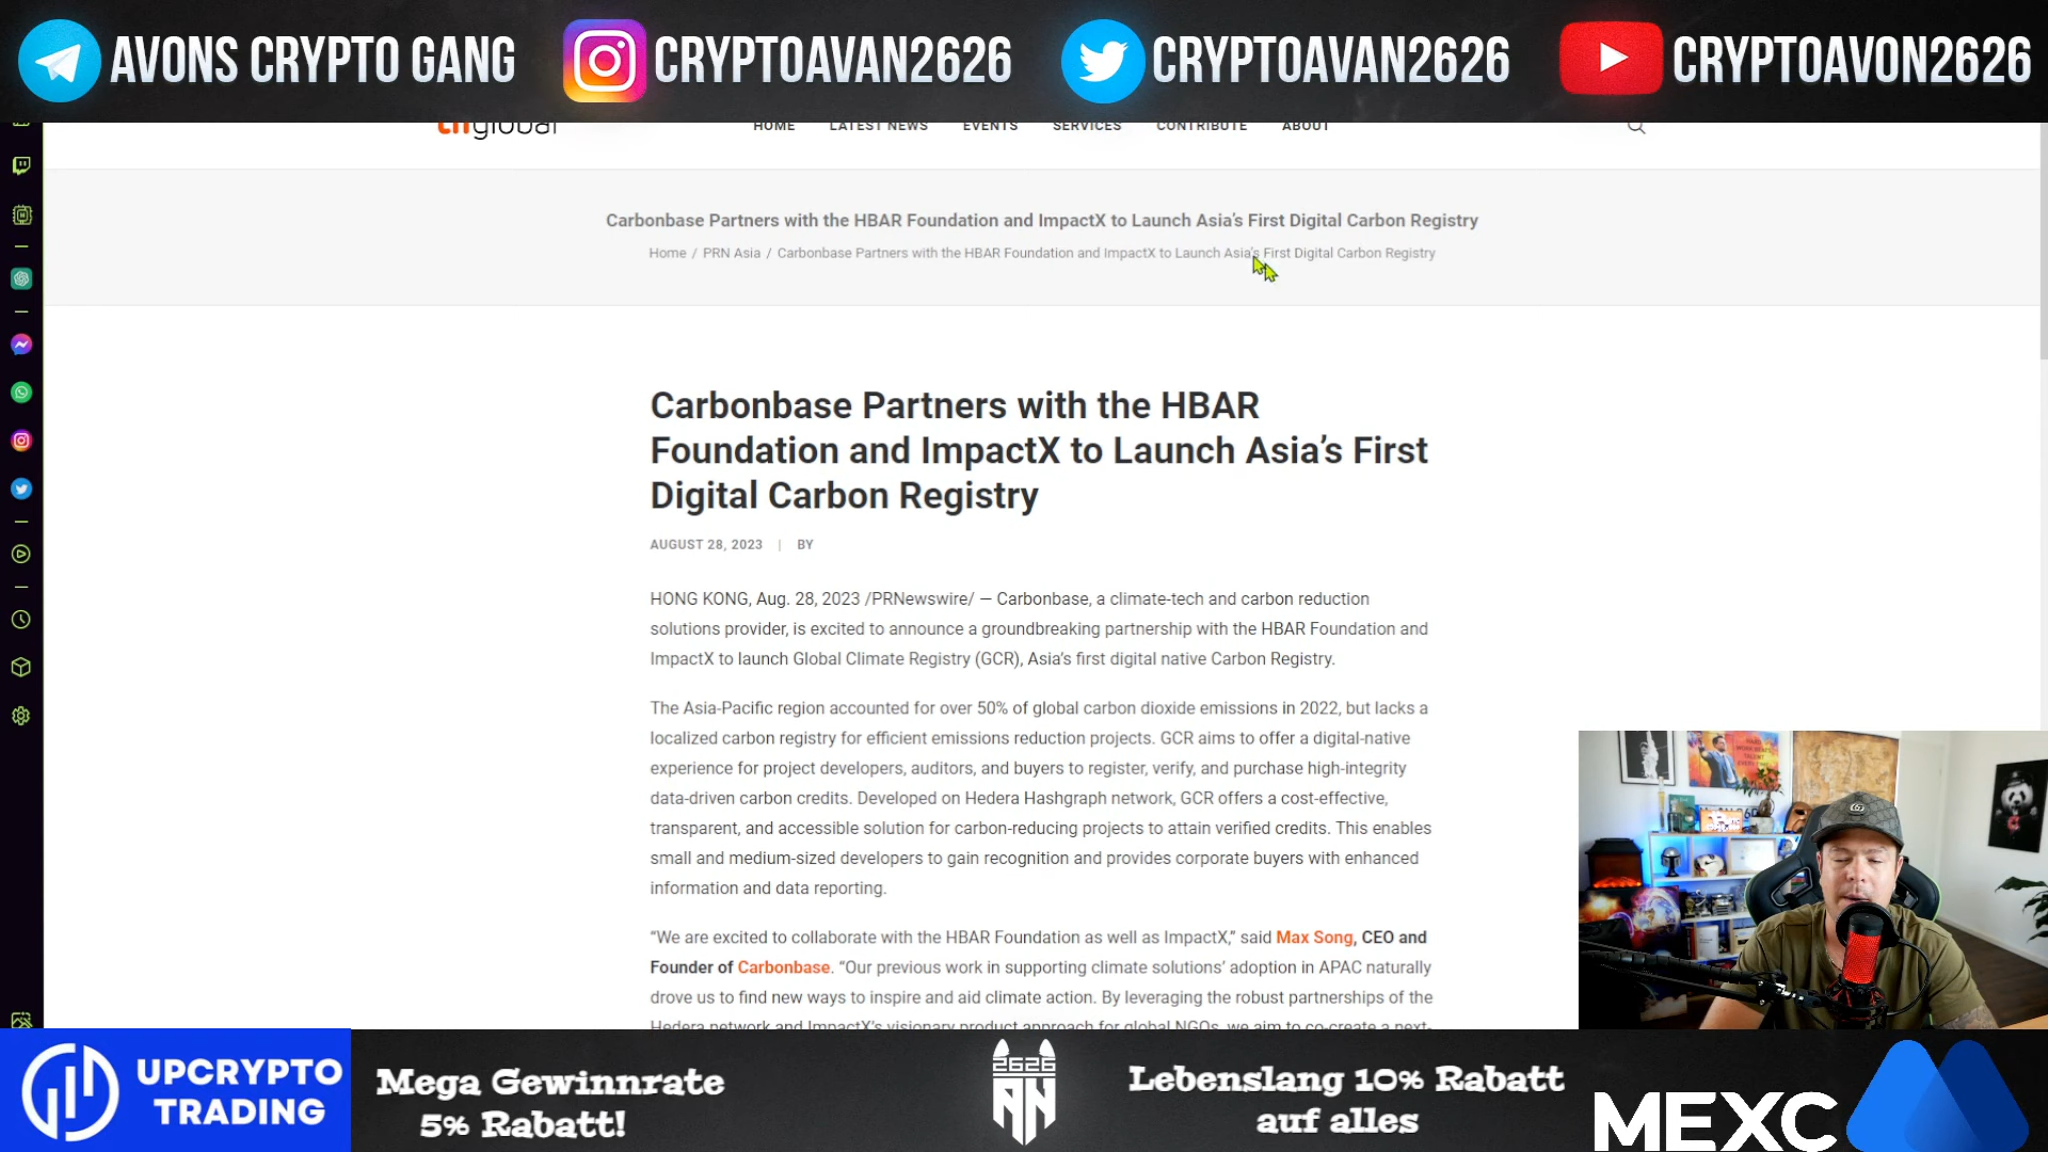 AVONS CRYPTO GANG
CRYPTOAVAN2626
CRYPTOAVAN2626
CRYPTOAVON2626
HOME
LATEST NEWS
EVENTS
SERVICES
CONTRIBUTE
ABOUT
Carbonbase Partners with the HBAR Foundation and ImpactX to Launch Asia’s First Digital Carbon Registry
Home / PRN Asia / Carbonbase Partners with the HBAR Foundation and ImpactX to Launch Asia's First Digital Carbon Registry
Carbonbase Partners with the HBAR
Foundation and ImpactX to Launch Asia’s First
Digital Carbon Registry
AUGUST 28, 2023 | BY
HONG KONG, Aug. 28, 2023 /PRNewswire/ — Carbonbase, a climate-tech and carbon reduction
solutions provider, is excited to announce a groundbreaking partnership with the HBAR Foundation and
ImpactX to launch Global Climate Registry (GCR), Asia’s first digital native Carbon Registry.
The Asia-Pacific region accounted for over 50% of global carbon dioxide emissions in 2022, but lacks a
localized carbon registry for efficient emissions reduction projects. GCR aims to offer a digital-native
experience for project developers, auditors, and buyers to register, verify, and purchase high-integrity
data-driven carbon credits. Developed on Hedera Hashgraph network, GCR offers a cost-effective,
transparent, and accessible solution for carbon-reducing projects to attain verified credits. This enables
small and medium-sized developers to gain recognition and provides corporate buyers with enhanced
information and data reporting.
“We are excited to collaborate with the HBAR Foundation as well as ImpactX,” said Max Song, CEO and
Founder of Carbonbase. “Our previous work in supporting climate solutions’ adoption in APAC naturally
drove us to find new ways to inspire and aid climate action. By leveraging the robust partnerships of the
Hedera network and ImpactX’s visionary product approach for global NGOs, we aim to co-create a next-
UPCRYPTO
TRADING
Mega Gewinnrate
5% Rabatt!
2626
AN
Lebenslang 10% Rabatt
auf alles
MEXC